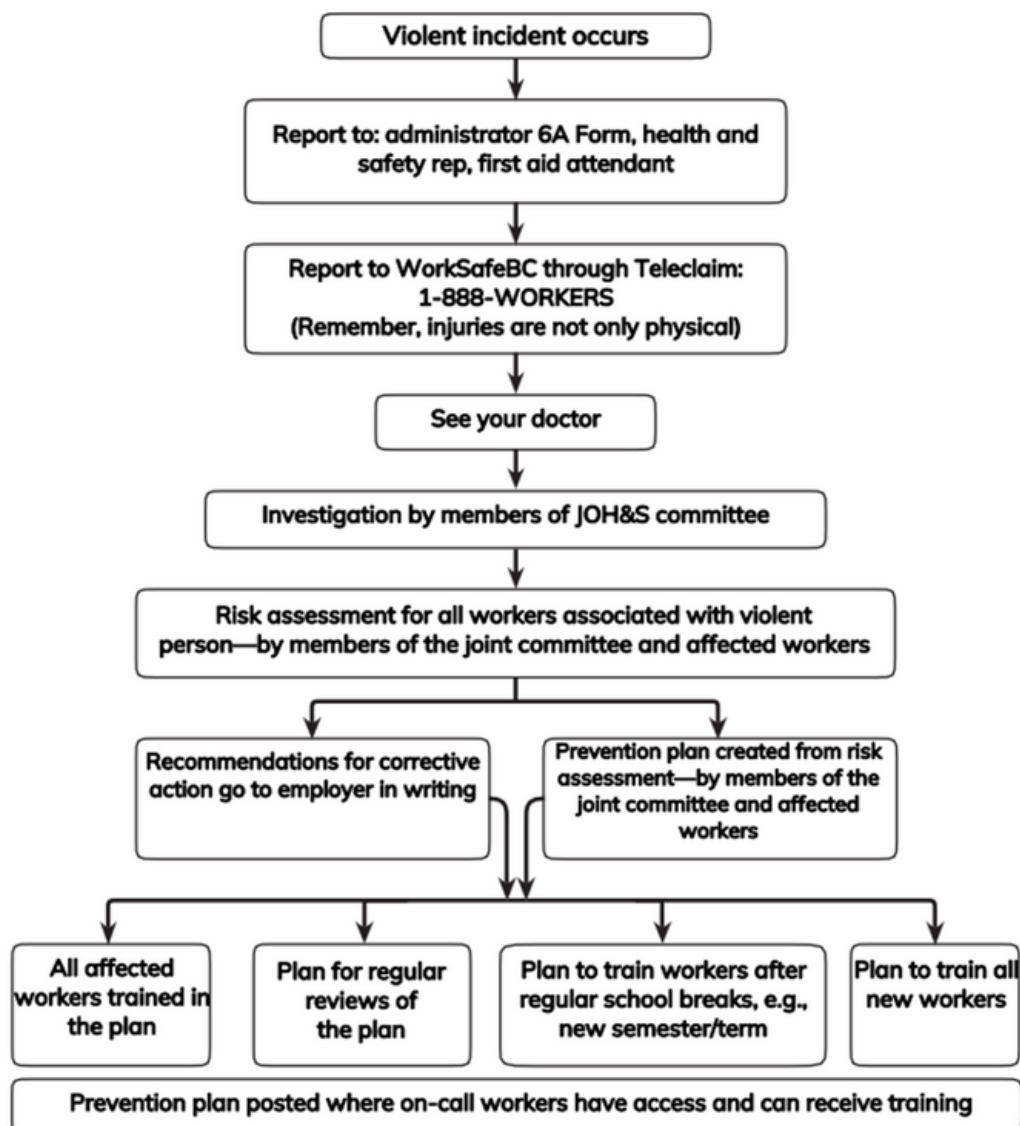 Violent incident occurs
Report to: administrator 6A Form, health and
safety rep, first aid attendant
Report to WorkSafeBC through Teleclaim:
1-888-WORKERS
(Remember, injuries are not only physical)
See your doctor
Investigation by members of JOH&S committee
Risk assessment for all workers associated with violent
person—by members of the joint committee and affected workers
Recommendations for corrective
action go to employer in writing
Prevention plan created from risk
assessment—by members of the
joint committee and affected
workers
All affected
workers trained in
the plan
Plan for regular
reviews of
the plan
Plan to train workers after
regular school breaks, e.g.,
new semester/term
Plan to train all
new workers
Prevention plan posted where on-call workers have access and can receive training